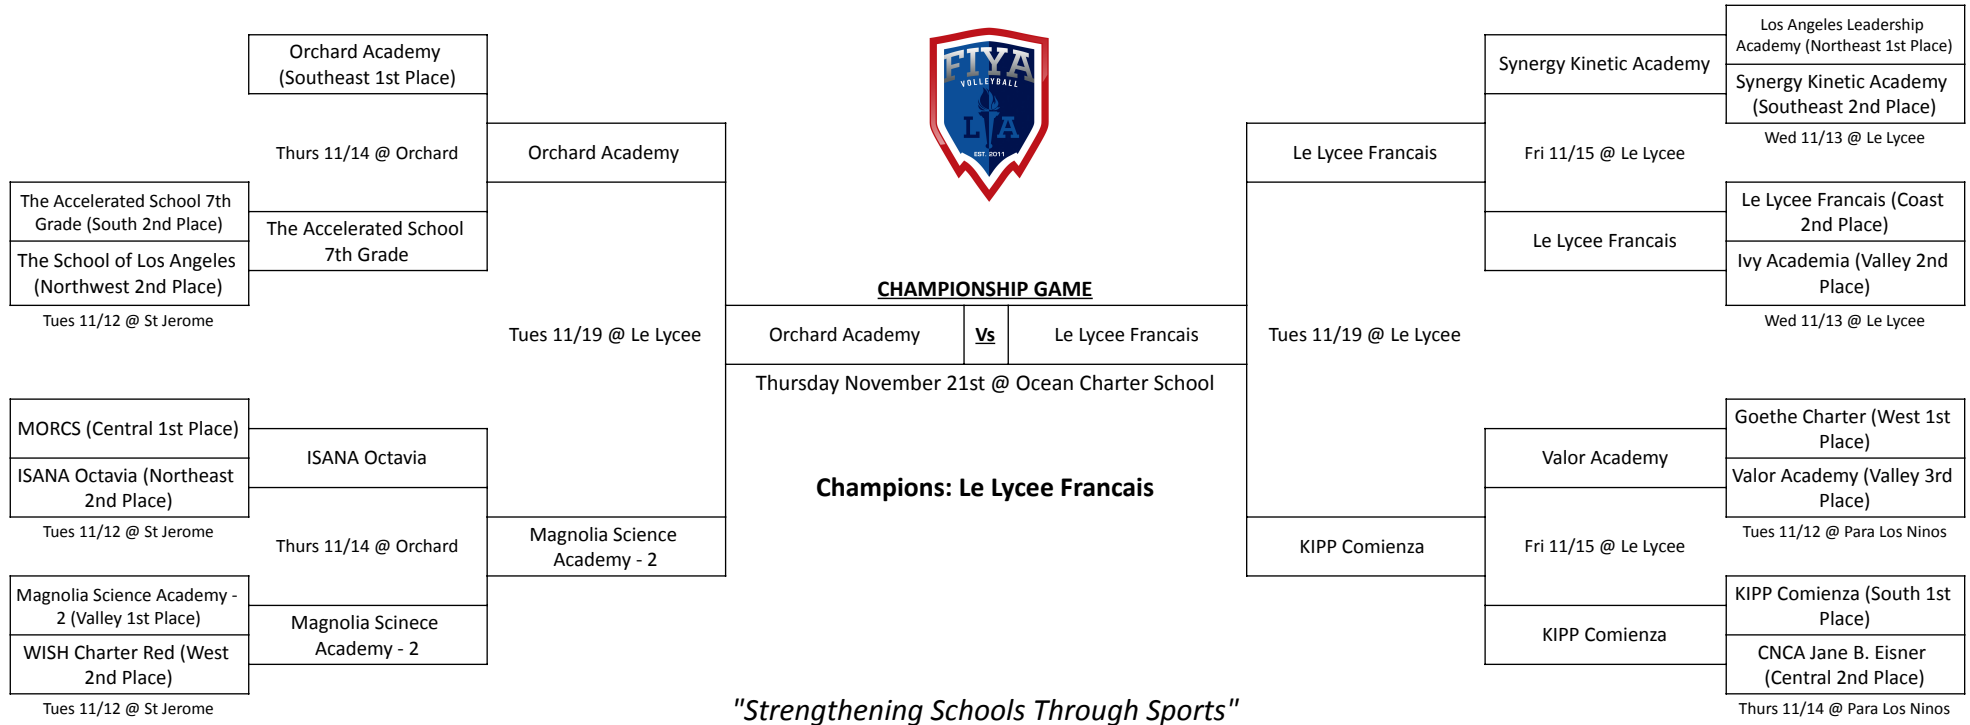 Orchard Academy
(Southeast 1st Place)
Thurs 11/14 @ Orchard
The Accelerated School 7th
Grade (South 2nd Place)
The School of Los Angeles
(Northwest 2nd Place)
Tues 11/12 @ St Jerome
The Accelerated School
7th Grade
Orchard Academy
Tues 11/19 @ Le Lycee
MORCS (Central 1st Place)
ISANA Octavia (Northeast
2nd Place)
Tues 11/12 @ St Jerome
ISANA Octavia
Thurs 11/14 @ Orchard
Magnolia Science Academy -
2 (Valley 1st Place)
WISH Charter Red (West
2nd Place)
Tues 11/12 @ St Jerome
Magnolia Scinece
Academy - 2
Magnolia Science
Academy - 2
FIYA
VOLLEYBALL
LA
EST. 2011
CHAMPIONSHIP GAME
Orchard Academy
Vs
Le Lycee Francais
Thursday November 21st @ Ocean Charter School
Champions: Le Lycee Francais
"Strengthening Schools Through Sports"
Le Lycee Francais
Tues 11/19 @ Le Lycee
KIPP Comienza
Synergy Kinetic Academy
Fri 11/15 @ Le Lycee
Le Lycee Francais
Los Angeles Leadership
Academy (Northeast 1st Place)
Synergy Kinetic Academy
(Southeast 2nd Place)
Wed 11/13 @ Le Lycee
Le Lycee Francais (Coast
2nd Place)
Ivy Academia (Valley 2nd
Place)
Wed 11/13 @ Le Lycee
Valor Academy
Fri 11/15 @ Le Lycee
KIPP Comienza
Goethe Charter (West 1st
Place)
Valor Academy (Valley 3rd
Place)
Tues 11/12 @ Para Los Ninos
KIPP Comienza (South 1st
Place)
CNCA Jane B. Eisner
(Central 2nd Place)
Thurs 11/14 @ Para Los Ninos